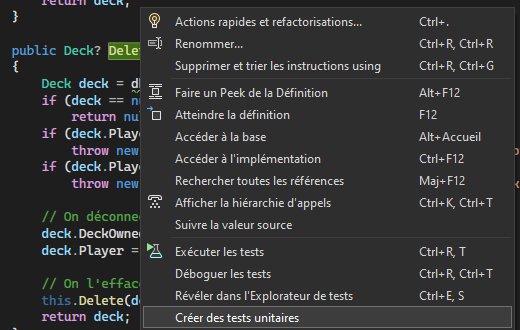 return deck;
}
public Deck? Delet
{
Deck deck = d
if (deck == nu
return nu
if (deck.Playe
throw new
if (deck.Playe
throw new
// On déconnec
deck.DeckOwned
deck.Player =
// On l'efface
this.Delete(de
return deck;
}
Actions rapides et refactorisations... Ctrl+.
Renommer... Ctrl+R, Ctrl+R
Supprimer et trier les instructions using Ctrl+R, Ctrl+G
Faire un Peek de la Définition Alt+F12
Atteindre la définition F12
Accéder à la base Alt+Accueil
Accéder à l'implémentation Ctrl+F12
Rechercher toutes les références Maj+F12
Afficher la hiérarchie d'appels Ctrl+K, Ctrl+T
Suivre la valeur source
Exécuter les tests Ctrl+R, T
Déboguer les tests Ctrl+R, Ctrl+T
Révéler dans l'Explorateur de tests Ctrl+E, S
Créer des tests unitaires